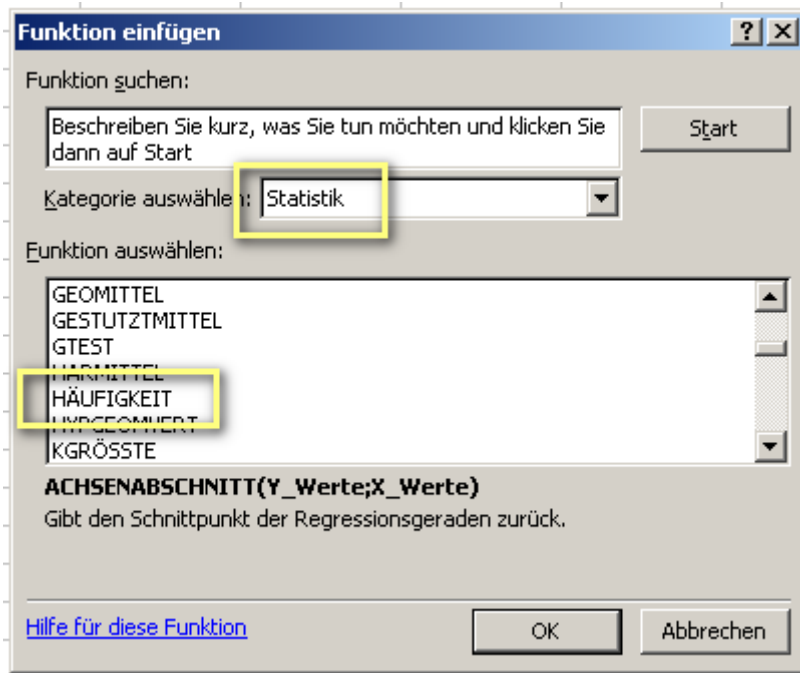 Funktion einfügen
Funktion suchen:
Beschreiben Sie kurz, was Sie tun möchten und klicken Sie
dann auf Start
Start
Kategorie auswählen: Statistik
Funktion auswählen:
GEOMITTEL
GESTUTZTMITTEL
GTEST
HARMITTEL
HÄUFIGKEIT
HYPGEOMVERT
KGRÖSSTE
ACHSENABSCHNITT(Y_Werte;X_Werte)
Gibt den Schnittpunkt der Regressionsgeraden zurück.
Hilfe für diese Funktion
OK
Abbrechen